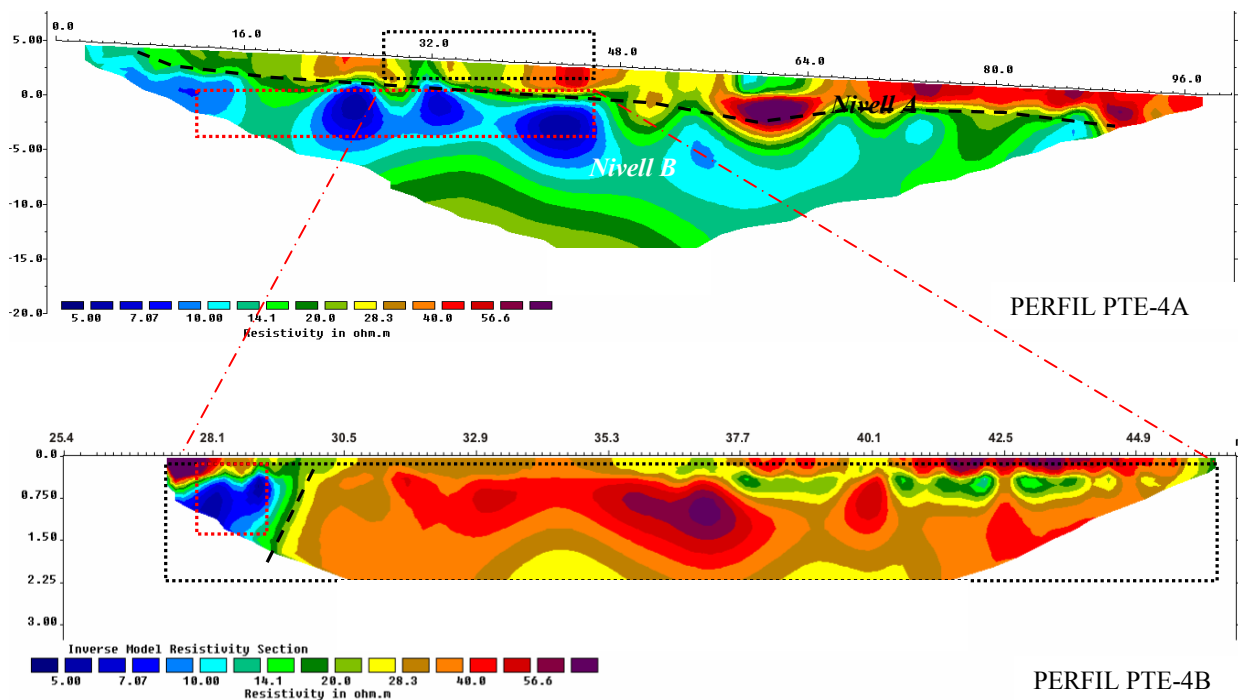 0.0
16.0
32.0
48.0
64.0
80.0
96.0
5.00
0.0
-5.00
-10.0
-15.0
-20.0
Nivell A
Nivell B
5.00 7.07 10.00 14.1 20.0 28.3 40.0 56.6
Resistivity in ohm.m
PERFIL PTE-4A
25.4 28.1 30.5 32.9 35.3 37.7 40.1 42.5 44.9
0.0
0.750
1.50
2.25
3.00
Inverse Model Resistivity Section
5.00 7.07 10.00 14.1 20.0 28.3 40.0 56.6
Resistivity in ohm.m
PERFIL PTE-4B